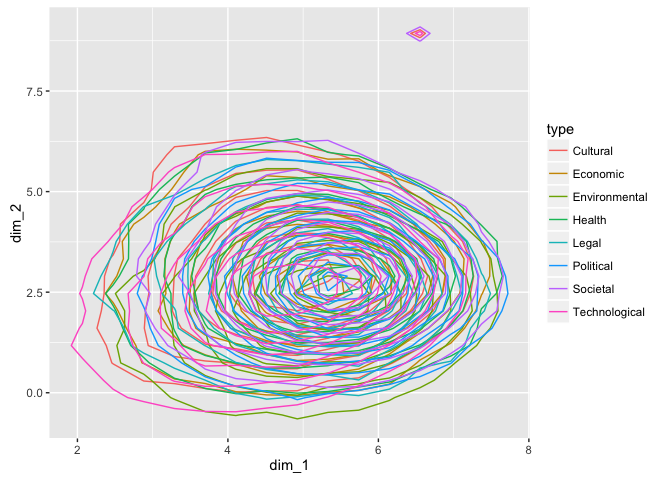 7.5
5.0
2.5
0.0
dim_2
2
4
6
8
dim_1
type
Cultural
Economic
Environmental
Health
Legal
Political
Societal
Technological